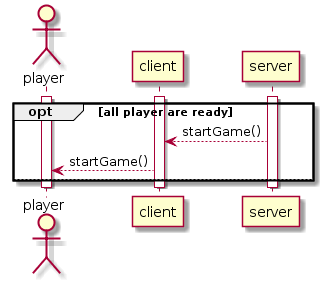 player
client
server
opt
[all player are ready]
startGame()
startGame()
player
client
server